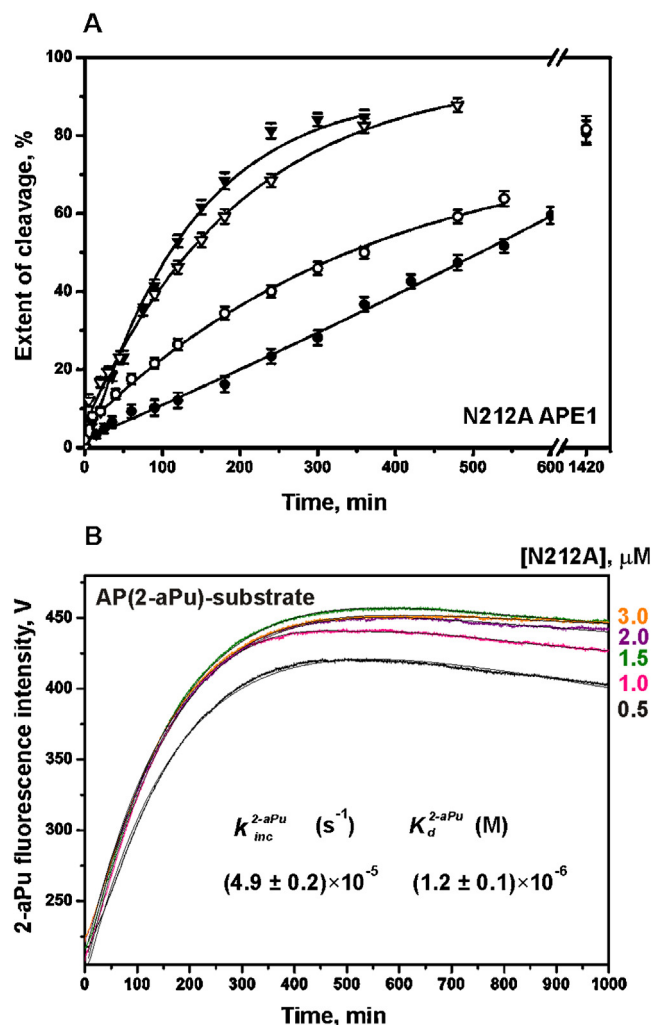 A
100
80
60
40
20
0
Extent of cleavage, %
N212A APE1
0 100 200 300 400 500 600 1420
Time, min
B
[N212A], μM
AP(2-aPu)-substrate
450
400
350
300
250
2-aPu fluorescence intensity, V
3.0
2.0
1.5
1.0
0.5
k_inc^2-aPu (s^-1) K_d^2-aPu (M)
(4.9 ± 0.2)×10^-5 (1.2 ± 0.1)×10^-6
0 100 200 300 400 500 600 700 800 900 1000
Time, min